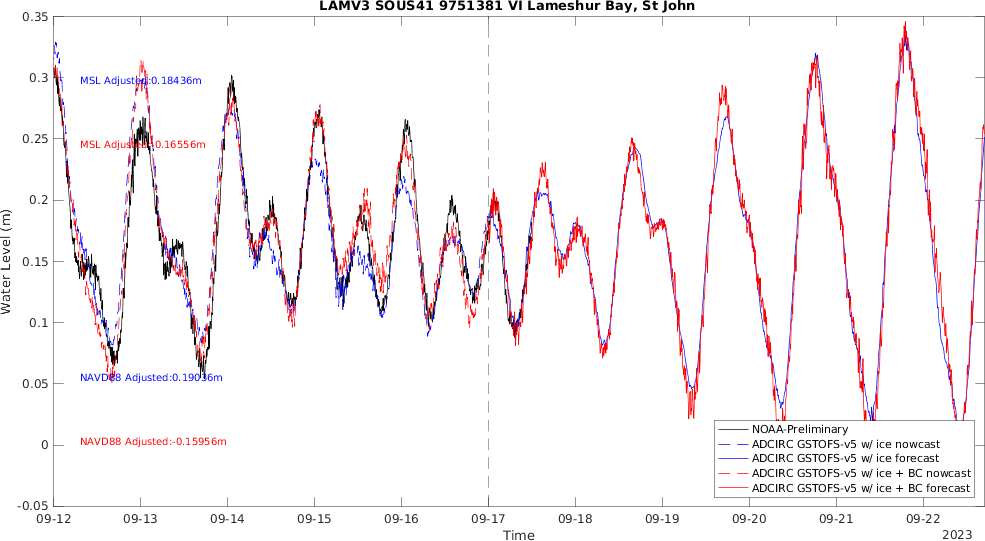 LAMV3 SOUS41 9751381 VI Lameshur Bay, St John
0.35
0.3
0.25
0.2
0.15
0.1
0.05
0
-0.05
Water Level (m)
MSL Adjusted:0.18436m
MSL Adjusted:-0.16556m
NAVD88 Adjusted:0.19036m
NAVD88 Adjusted:-0.15956m
NOAA-Preliminary
ADCIRC GSTOFS-v5 w/ ice nowcast
ADCIRC GSTOFS-v5 w/ ice forecast
ADCIRC GSTOFS-v5 w/ ice + BC nowcast
ADCIRC GSTOFS-v5 w/ ice + BC forecast
09-12 09-13 09-14 09-15 09-16 09-17 09-18 09-19 09-20 09-21 09-22
Time
2023